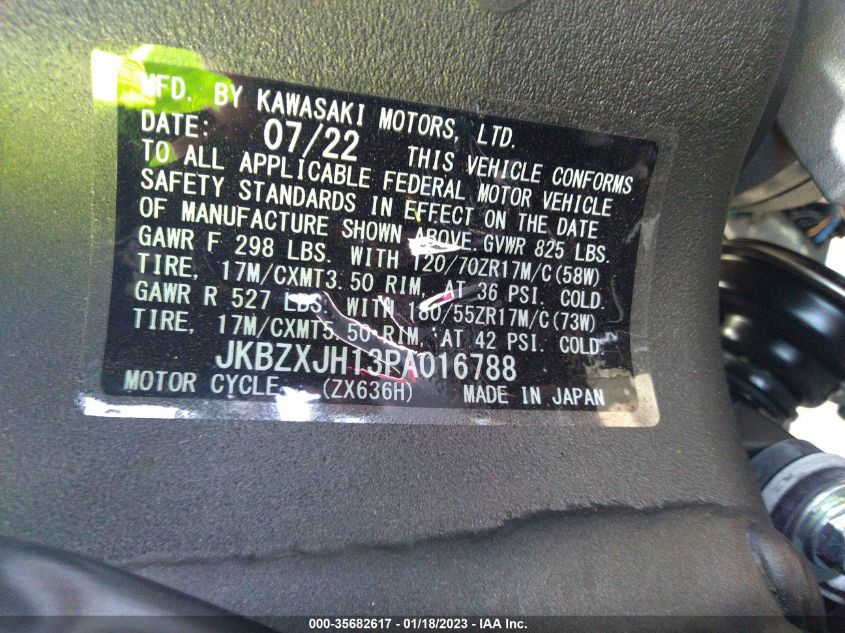 MFD. BY KAWASAKI MOTORS, LTD.
DATE: 07/22 THIS VEHICLE CONFORMS
TO ALL APPLICABLE FEDERAL MOTOR VEHICLE
SAFETY STANDARDS IN EFFECT ON THE DATE
OF MANUFACTURE SHOWN ABOVE. GVWR 825 LBS.
GAWR F 298 LBS. WITH 120/70ZR17M/C(58W)
TIRE, 17M/CXMT3.50 RIM, AT 36 PSI. COLD.
GAWR R 527 LBS. WITH 180/55ZR17M/C(73W)
TIRE, 17M/CXMT5.50 RIM, AT 42 PSI. COLD.
JKBZXJH13PA016788
MOTOR CYCLE (ZX636H) MADE IN JAPAN
000-35682617 - 01/18/2023 - IAA Inc.